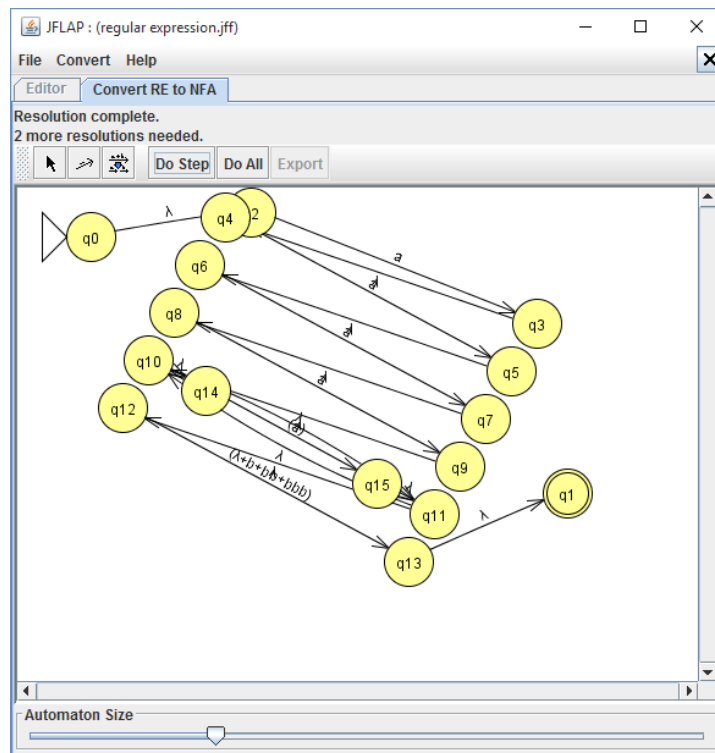 JFLAP : (regular expression.jff)
File Convert Help
Editor Convert RE to NFA
Resolution complete.
2 more resolutions needed.
Do Step Do All Export
λ
q0
q4
2
q6
a
q8
q3
q10
q5
q14
q12
q7
(a)
λ
q9
(λ+b+bb+bbb)
q15
q1
q11
λ
q13
Automaton Size